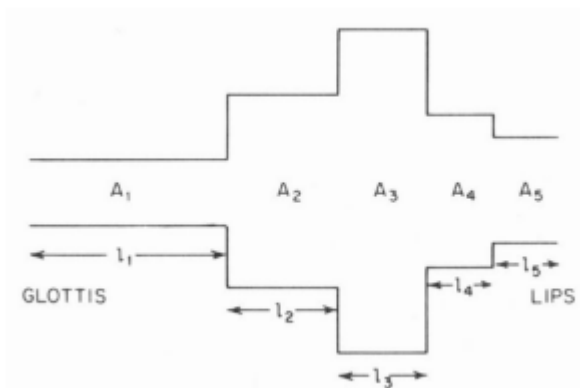 A₁ A₂ A₃ A₄ A₅
l₁
l₂
l₃
l₄
l₅
GLOTTIS
LIPS